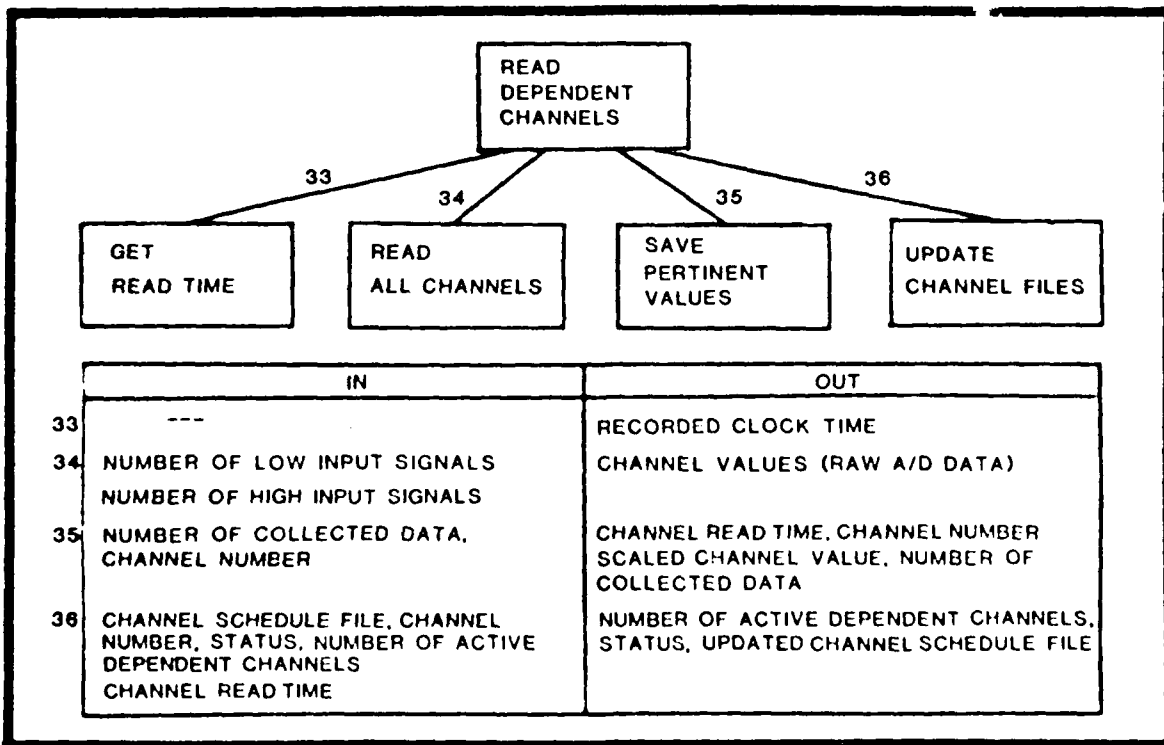 READ
DEPENDENT
CHANNELS
33
34
35
36
GET
READ TIME
READ
ALL CHANNELS
SAVE
PERTINENT
VALUES
UPDATE
CHANNEL FILES
IN
OUT
33 --- RECORDED CLOCK TIME
34 NUMBER OF LOW INPUT SIGNALS CHANNEL VALUES (RAW A/D DATA)
NUMBER OF HIGH INPUT SIGNALS
35 NUMBER OF COLLECTED DATA, CHANNEL READ TIME, CHANNEL NUMBER
CHANNEL NUMBER SCALED CHANNEL VALUE, NUMBER OF
COLLECTED DATA
36 CHANNEL SCHEDULE FILE, CHANNEL NUMBER OF ACTIVE DEPENDENT CHANNELS,
NUMBER, STATUS, NUMBER OF ACTIVE STATUS, UPDATED CHANNEL SCHEDULE FILE
DEPENDENT CHANNELS
CHANNEL READ TIME